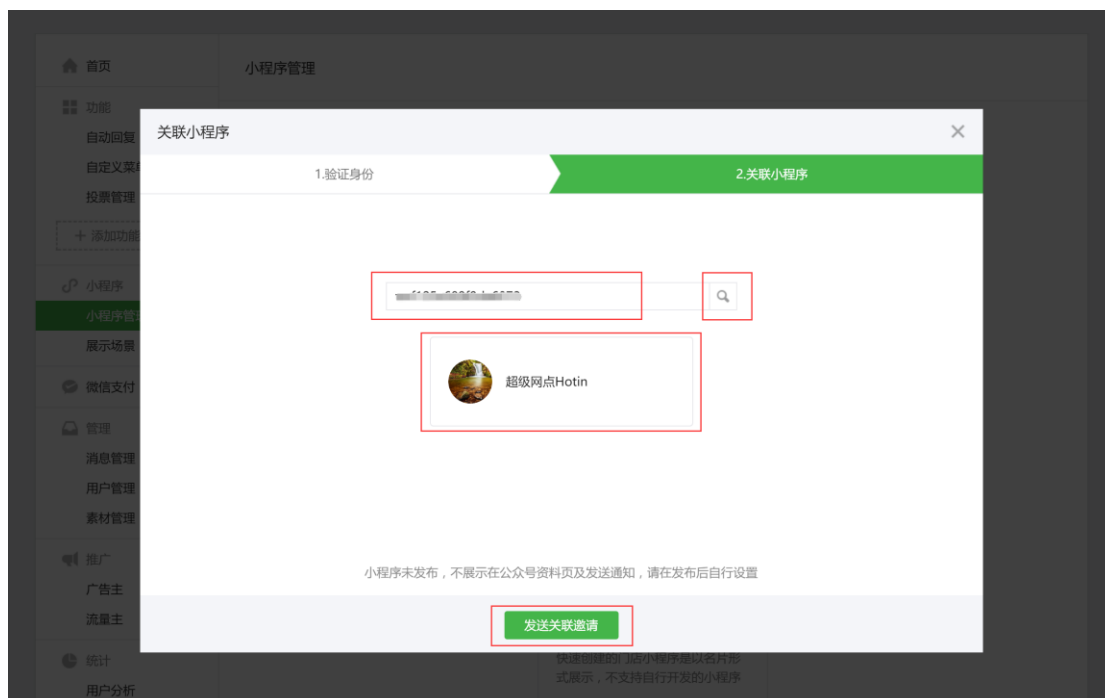 首页
小程序管理
功能
自动回复
自定义菜单
投票管理
+ 添加功能
小程序
小程序管理
展示场景
微信支付
管理
消息管理
用户管理
素材管理
推广
广告主
流量主
统计
用户分析
关联小程序
1.验证身份
2.关联小程序
超级网点Hotin
小程序未发布，不展示在公众号资料页及发送通知，请在发布后自行设置
发送关联邀请
快速创建的门店小程序是以名片形
式展示，不支持自行开发的小程序